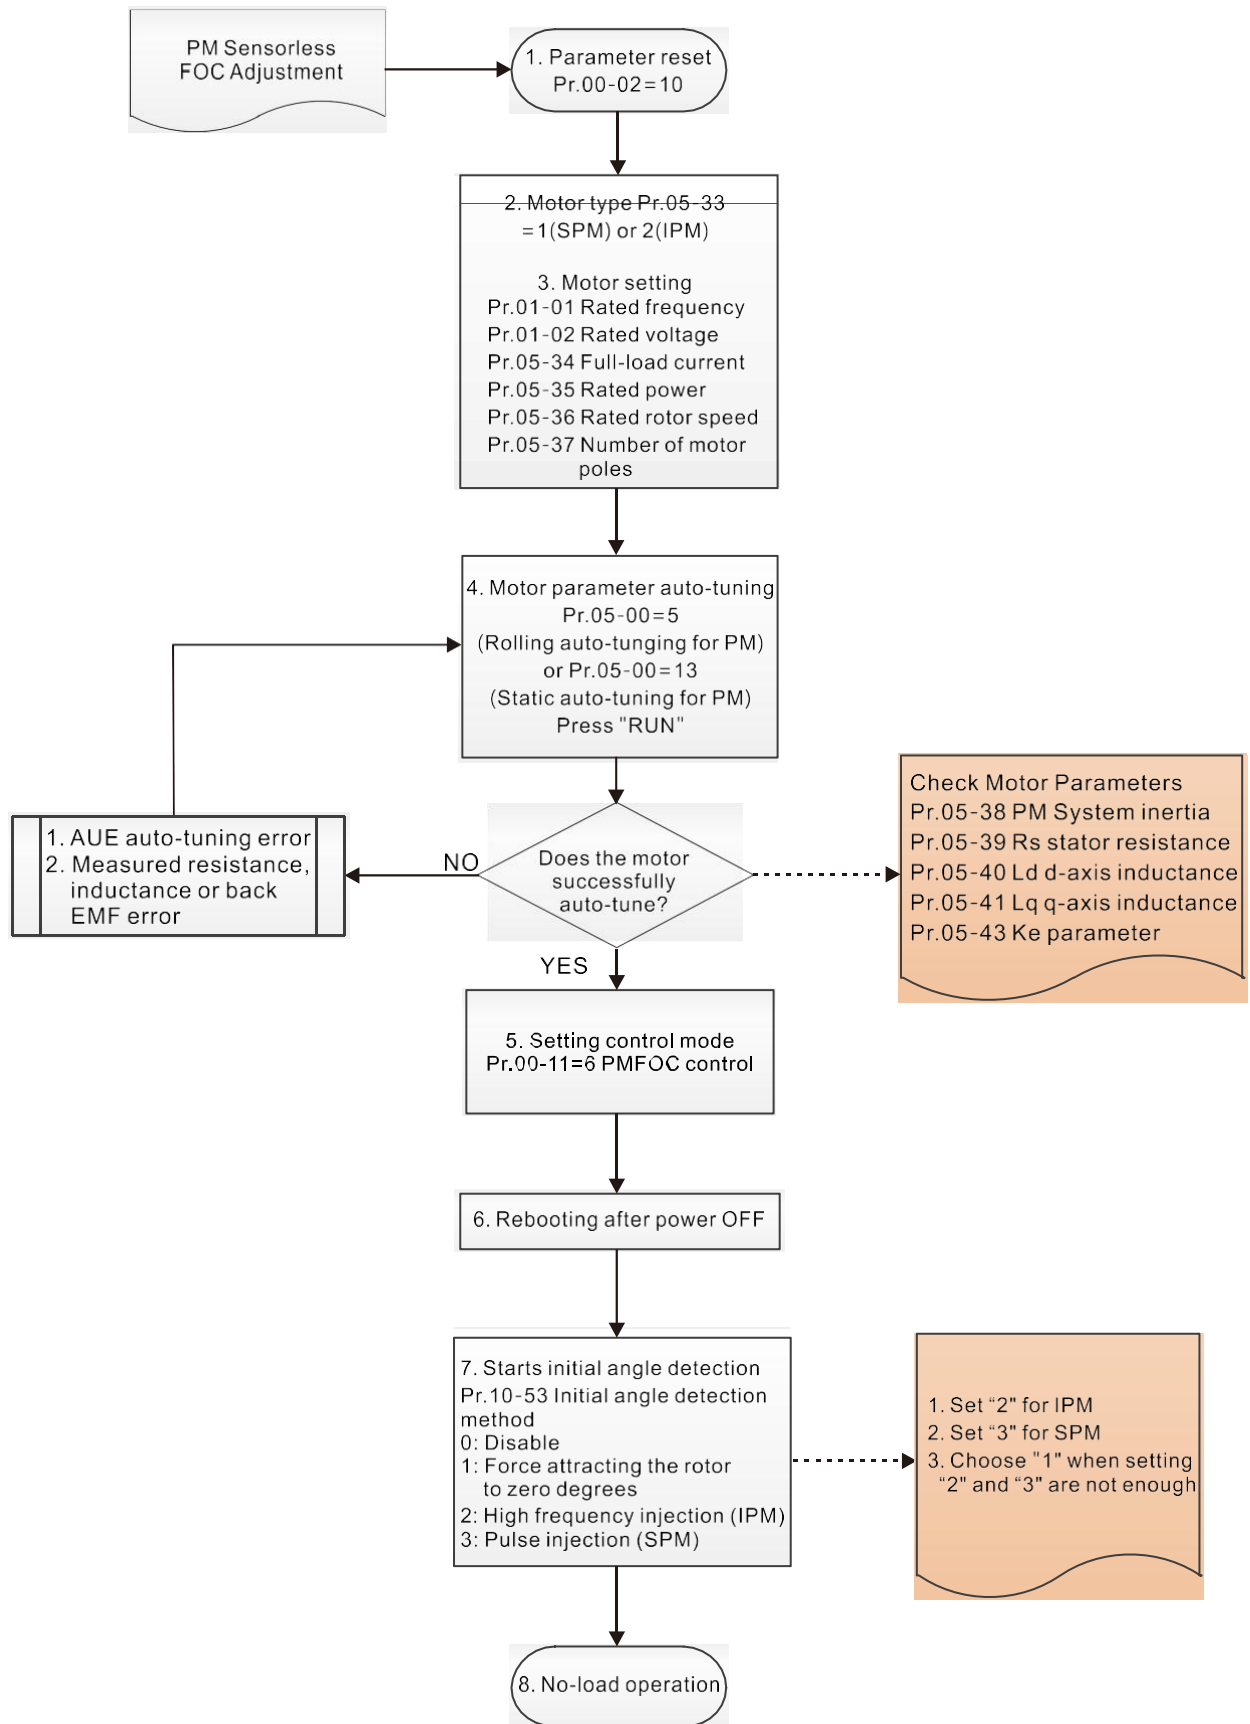 PM Sensorless
FOC Adjustment
1. Parameter reset
Pr.00-02=10
2. Motor type Pr.05-33
=1(SPM) or 2(IPM)
3. Motor setting
Pr.01-01 Rated frequency
Pr.01-02 Rated voltage
Pr.05-34 Full-load current
Pr.05-35 Rated power
Pr.05-36 Rated rotor speed
Pr.05-37 Number of motor
poles
4. Motor parameter auto-tuning
Pr.05-00=5
(Rolling auto-tunging for PM)
or Pr.05-00=13
(Static auto-tuning for PM)
Press "RUN"
Does the motor
successfully
auto-tune?
NO
1. AUE auto-tuning error
2. Measured resistance,
inductance or back
EMF error
Check Motor Parameters
Pr.05-38 PM System inertia
Pr.05-39 Rs stator resistance
Pr.05-40 Ld d-axis inductance
Pr.05-41 Lq q-axis inductance
Pr.05-43 Ke parameter
YES
5. Setting control mode
Pr.00-11=6 PMFOC control
6. Rebooting after power OFF
7. Starts initial angle detection
Pr.10-53 Initial angle detection
method
0: Disable
1: Force attracting the rotor
to zero degrees
2: High frequency injection (IPM)
3: Pulse injection (SPM)
1. Set “2" for IPM
2. Set “3" for SPM
3. Choose "1" when setting
“2" and “3" are not enough
8. No-load operation